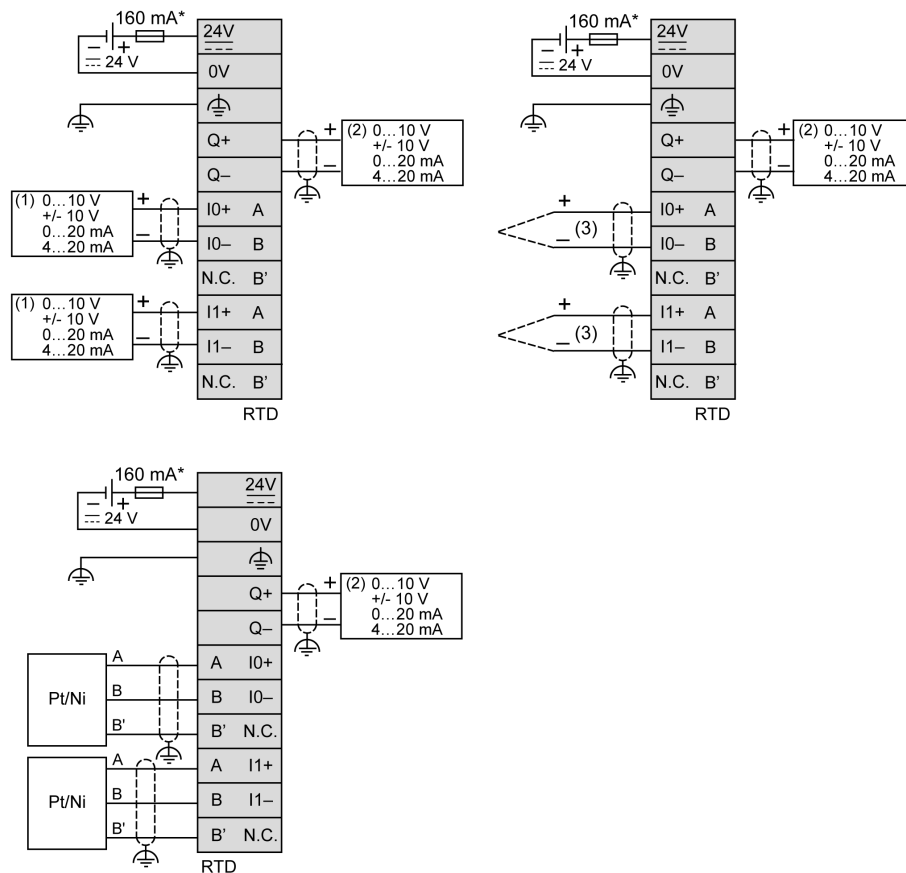 160 mA*
24V
– +
24 V
0V
Q+
+
(2) 0...10 V
+/- 10 V
0...20 mA
4...20 mA
Q–
–
(1) 0...10 V
+/- 10 V
0...20 mA
4...20 mA
+
–
I0+ A
I0– B
N.C. B'
(1) 0...10 V
+/- 10 V
0...20 mA
4...20 mA
+
–
I1+ A
I1– B
N.C. B'
RTD
160 mA*
24V
– +
24 V
0V
Q+
+
(2) 0...10 V
+/- 10 V
0...20 mA
4...20 mA
Q–
–
+
(3)
–
I0+ A
I0– B
N.C. B'
+
(3)
–
I1+ A
I1– B
N.C. B'
RTD
160 mA*
24V
– +
24 V
0V
Q+
+
(2) 0...10 V
+/- 10 V
0...20 mA
4...20 mA
Q–
–
Pt/Ni
A
B
B'
A I0+
B I0–
B' N.C.
Pt/Ni
A
B
B'
A I1+
B I1–
B' N.C.
RTD